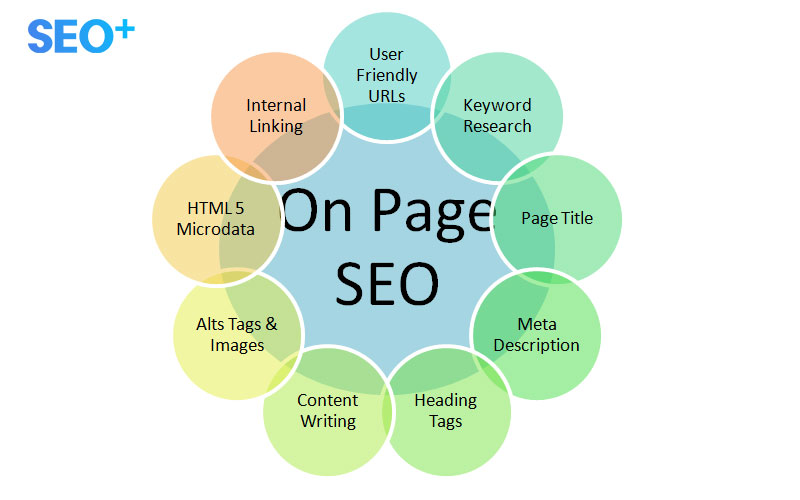 SEO+
User
Friendly
URLs
Keyword
Research
Page Title
Meta
Description
Heading
Tags
Content
Writing
Alts Tags &
Images
HTML 5
Microdata
Internal
Linking
On Page
SEO